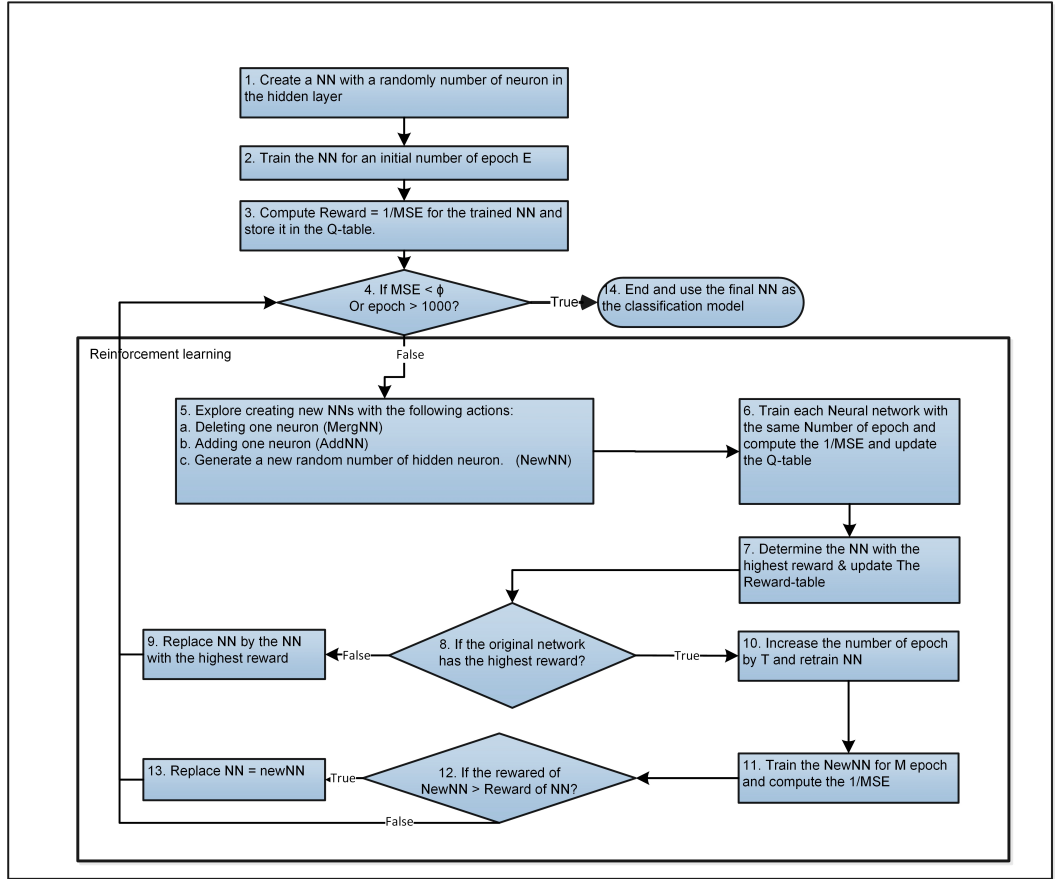 1. Create a NN with a randomly number of neuron in
the hidden layer
2. Train the NN for an initial number of epoch E
3. Compute Reward = 1/MSE for the trained NN and
store it in the Q-table.
4. If MSE < ϕ
Or epoch > 1000?
True
14. End and use the final NN as
the classification model
Reinforcement learning
False
5. Explore creating new NNs with the following actions:
a. Deleting one neuron (MergNN)
b. Adding one neuron (AddNN)
c. Generate a new random number of hidden neuron. (NewNN)
6. Train each Neural network with
the same Number of epoch and
compute the 1/MSE and update
the Q-table
7. Determine the NN with the
highest reward & update The
Reward-table
8. If the original network
has the highest reward?
False
9. Replace NN by the NN
with the highest reward
True
10. Increase the number of epoch
by T and retrain NN
11. Train the NewNN for M epoch
and compute the 1/MSE
12. If the rewared of
NewNN > Reward of NN?
True
13. Replace NN = newNN
False